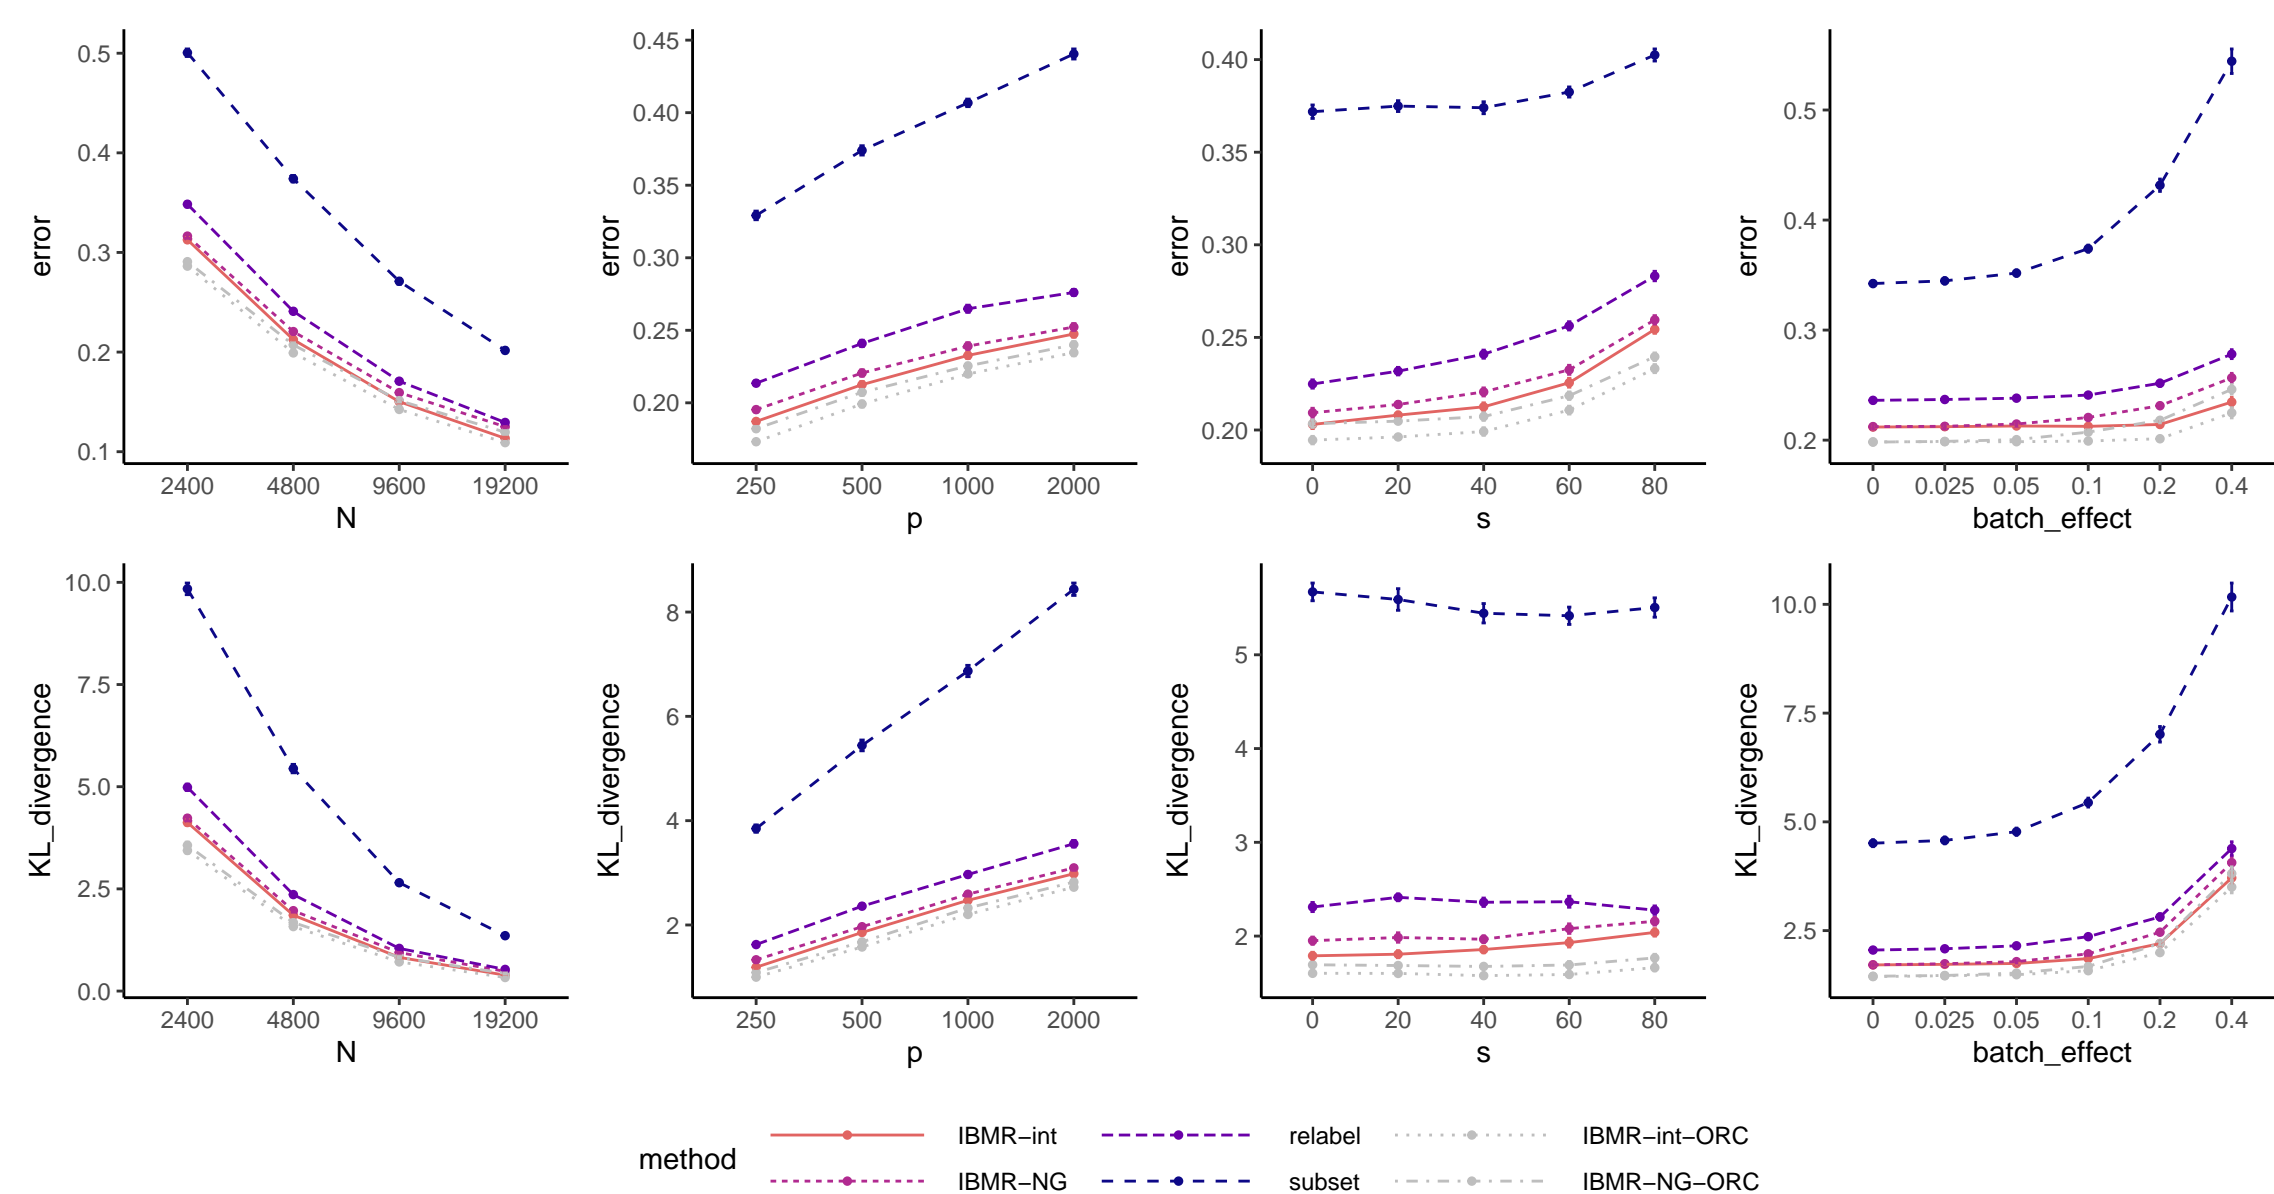 error
0.5
0.4
0.3
0.2
0.1
2400 4800 9600 19200
N
error
0.45
0.40
0.35
0.30
0.25
0.20
250 500 1000 2000
p
error
0.40
0.35
0.30
0.25
0.20
0 20 40 60 80
s
error
0.5
0.4
0.3
0.2
0 0.025 0.05 0.1 0.2 0.4
batch_effect
KL_divergence
10.0
7.5
5.0
2.5
0.0
2400 4800 9600 19200
N
KL_divergence
8
6
4
2
250 500 1000 2000
p
KL_divergence
5
4
3
2
0 20 40 60 80
s
KL_divergence
10.0
7.5
5.0
2.5
0 0.025 0.05 0.1 0.2 0.4
batch_effect
method
IBMR−int relabel IBMR−int−ORC
IBMR−NG subset IBMR−NG−ORC